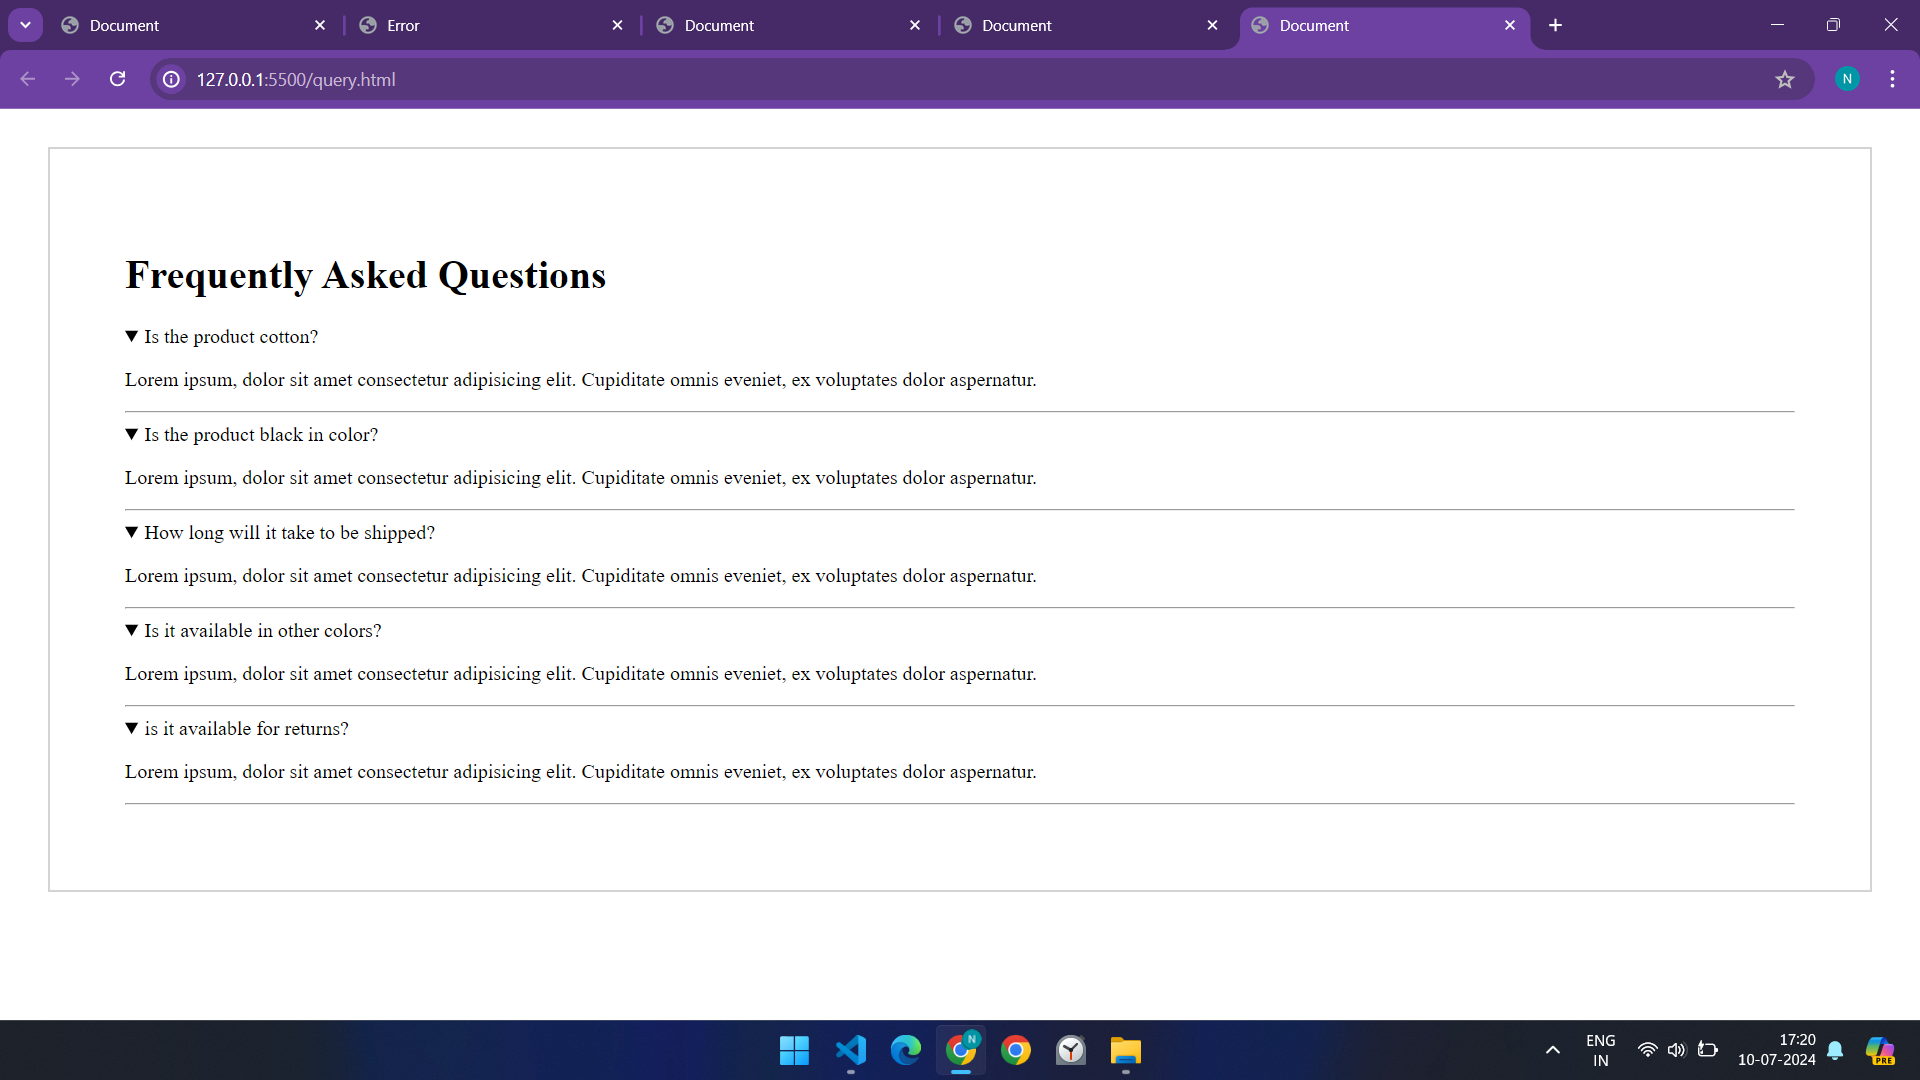 Document
Error
Document
Document
Document
127.0.0.1:5500/query.html
N
Frequently Asked Questions
Is the product cotton?
Lorem ipsum, dolor sit amet consectetur adipisicing elit. Cupiditate omnis eveniet, ex voluptates dolor aspernatur.
Is the product black in color?
Lorem ipsum, dolor sit amet consectetur adipisicing elit. Cupiditate omnis eveniet, ex voluptates dolor aspernatur.
How long will it take to be shipped?
Lorem ipsum, dolor sit amet consectetur adipisicing elit. Cupiditate omnis eveniet, ex voluptates dolor aspernatur.
Is it available in other colors?
Lorem ipsum, dolor sit amet consectetur adipisicing elit. Cupiditate omnis eveniet, ex voluptates dolor aspernatur.
is it available for returns?
Lorem ipsum, dolor sit amet consectetur adipisicing elit. Cupiditate omnis eveniet, ex voluptates dolor aspernatur.
N
ENG
IN
17:20
10-07-2024
PRE